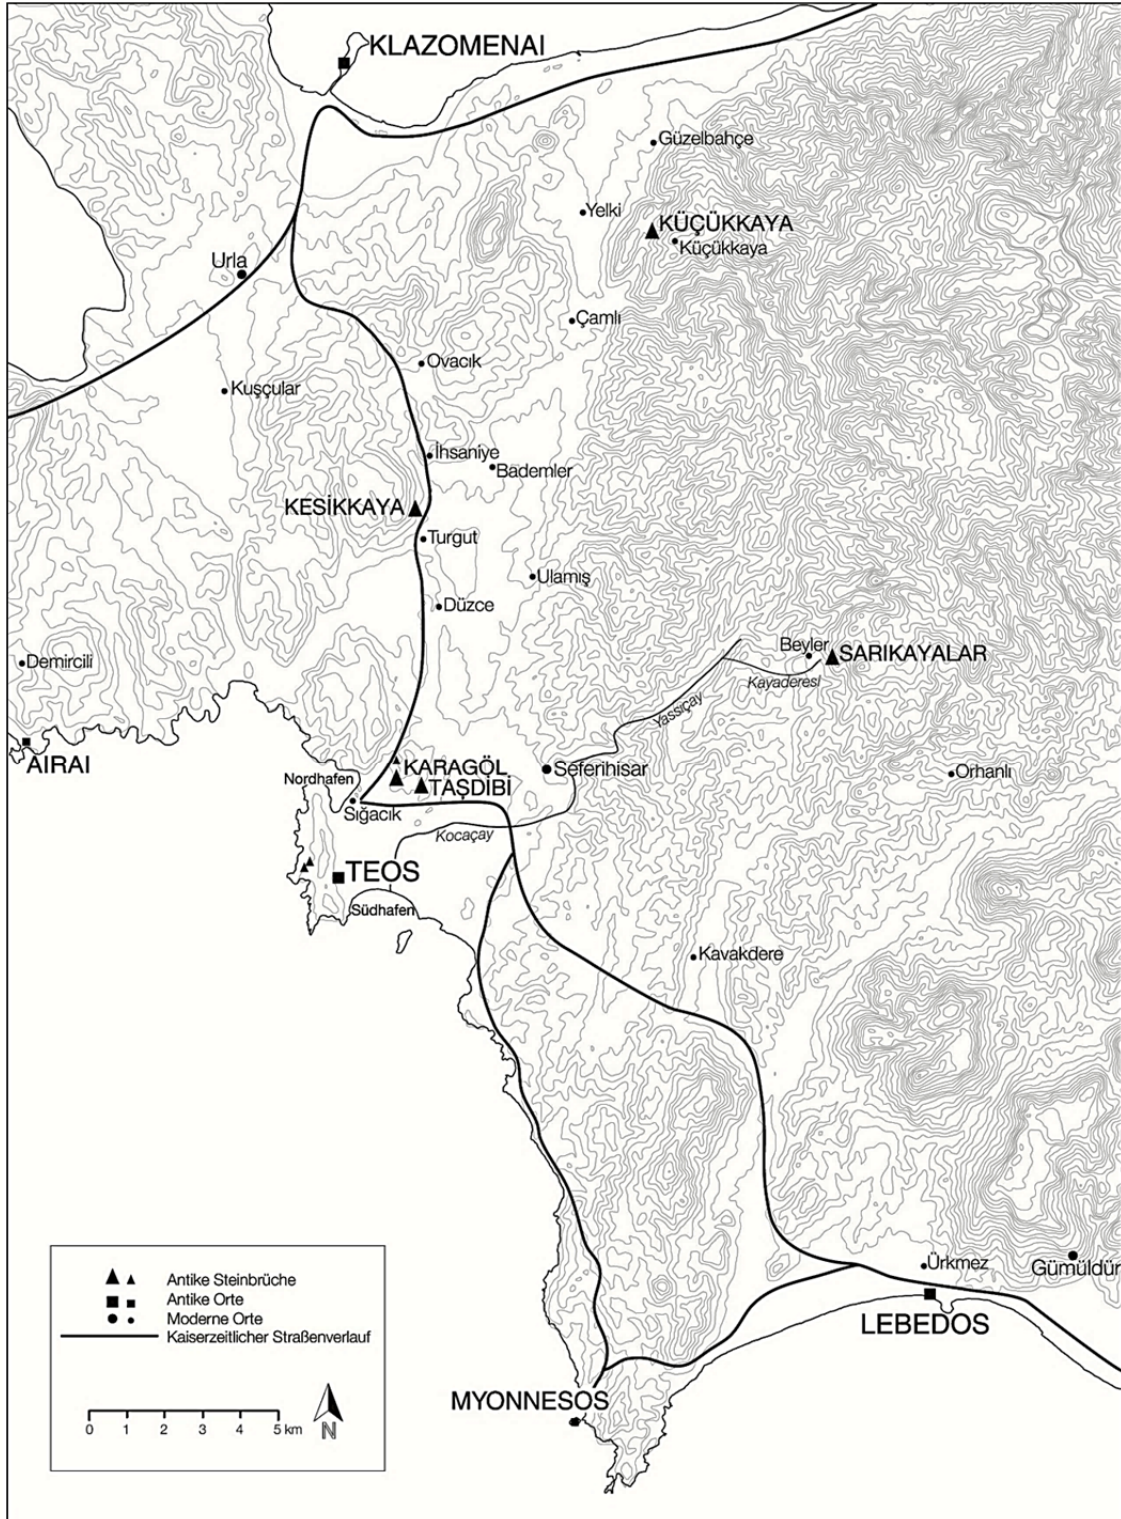 KLAZOMENAI
Güzelbahçe
Yelki
KÜÇÜKKAYA
Küçükkaya
Urla
Çamlı
Ovacık
Kuşçular
İhsaniye
Bademler
KESİKKAYA
Turgut
Ulamış
Düzce
Beyler
SARIKAYALAR
Demircili
Kayaderesi
Yassıçay
AIRAI
KARAGÖL
Seferihisar
Orhanlı
Nordhafen
TAŞDİBİ
Sığacık
Kocaçay
TEOS
Südhafen
Kavakdere
Ürkmez
Gümüldür
LEBEDOS
MYONNESOS
Antike Steinbrüche
Antike Orte
Moderne Orte
Kaiserzeitlicher Straßenverlauf
0 1 2 3 4 5 km
N